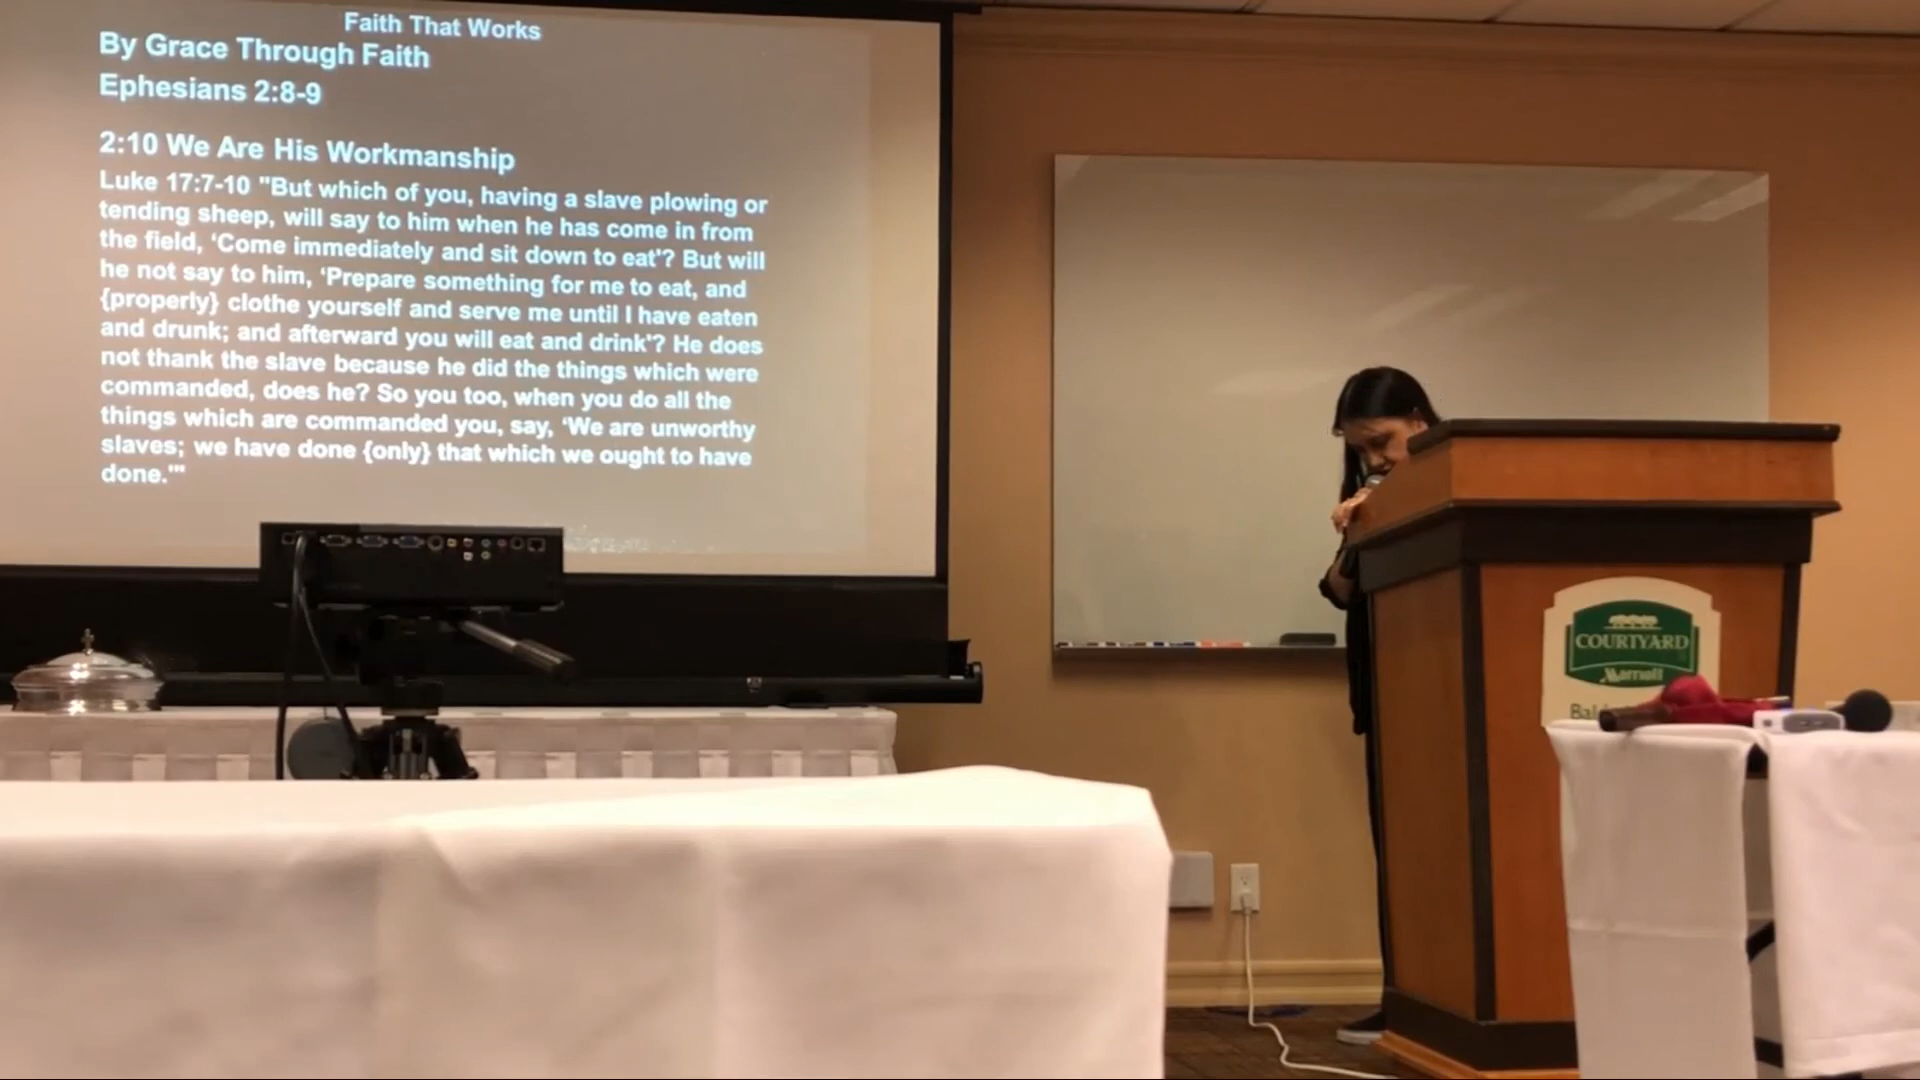 Faith That Works
By Grace Through Faith
Ephesians 2:8-9
2:10 We Are His Workmanship
Luke 17:7-10 "But which of you, having a slave plowing or
tending sheep, will say to him when he has come in from
the field, ‘Come immediately and sit down to eat'? But will
he not say to him, ‘Prepare something for me to eat, and
{properly} clothe yourself and serve me until I have eaten
and drunk; and afterward you will eat and drink'? He does
not thank the slave because he did the things which were
commanded, does he? So you too, when you do all the
things which are commanded you, say, ‘We are unworthy
slaves; we have done {only} that which we ought to have
done.'"
COURTYARD
Marriott